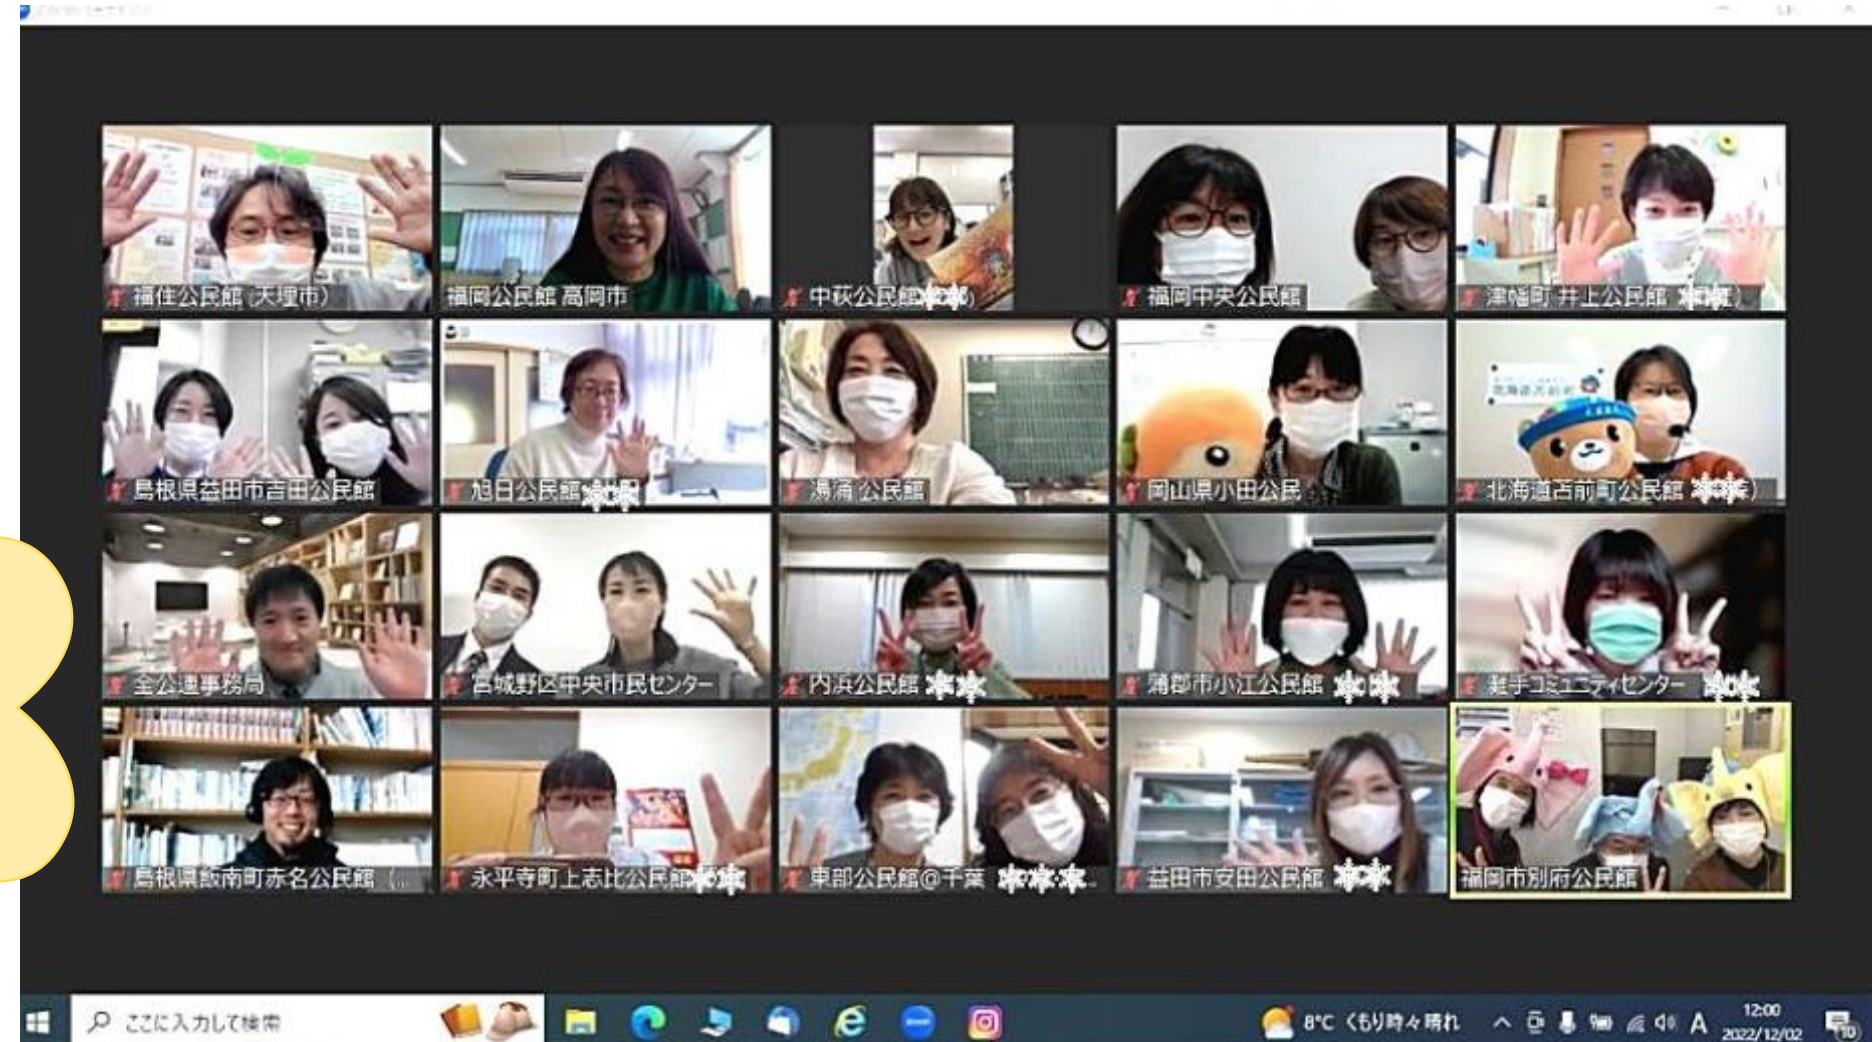 福住公民館（天理市）
福岡公民館 高岡市
中萩公民館
福岡中央公民館
津幡町 井上公民館
島根県益田市吉田公民館
旭日公民館
湯涌 公民館
岡山県小田公民
北海道苫前町公民館
全公連事務局
宮城野区中央市民センター
内浜公民館
蒲郡市小江公民館
灘手コミュニティセンター
島根県飯南町赤名公民館（...
永平寺町上志比公民館
東部公民館@千葉
益田市安田公民館
福岡市別府公民館
ここに入力して検索
8°C くもり時々晴れ
A
12:00
2022/12/02
10